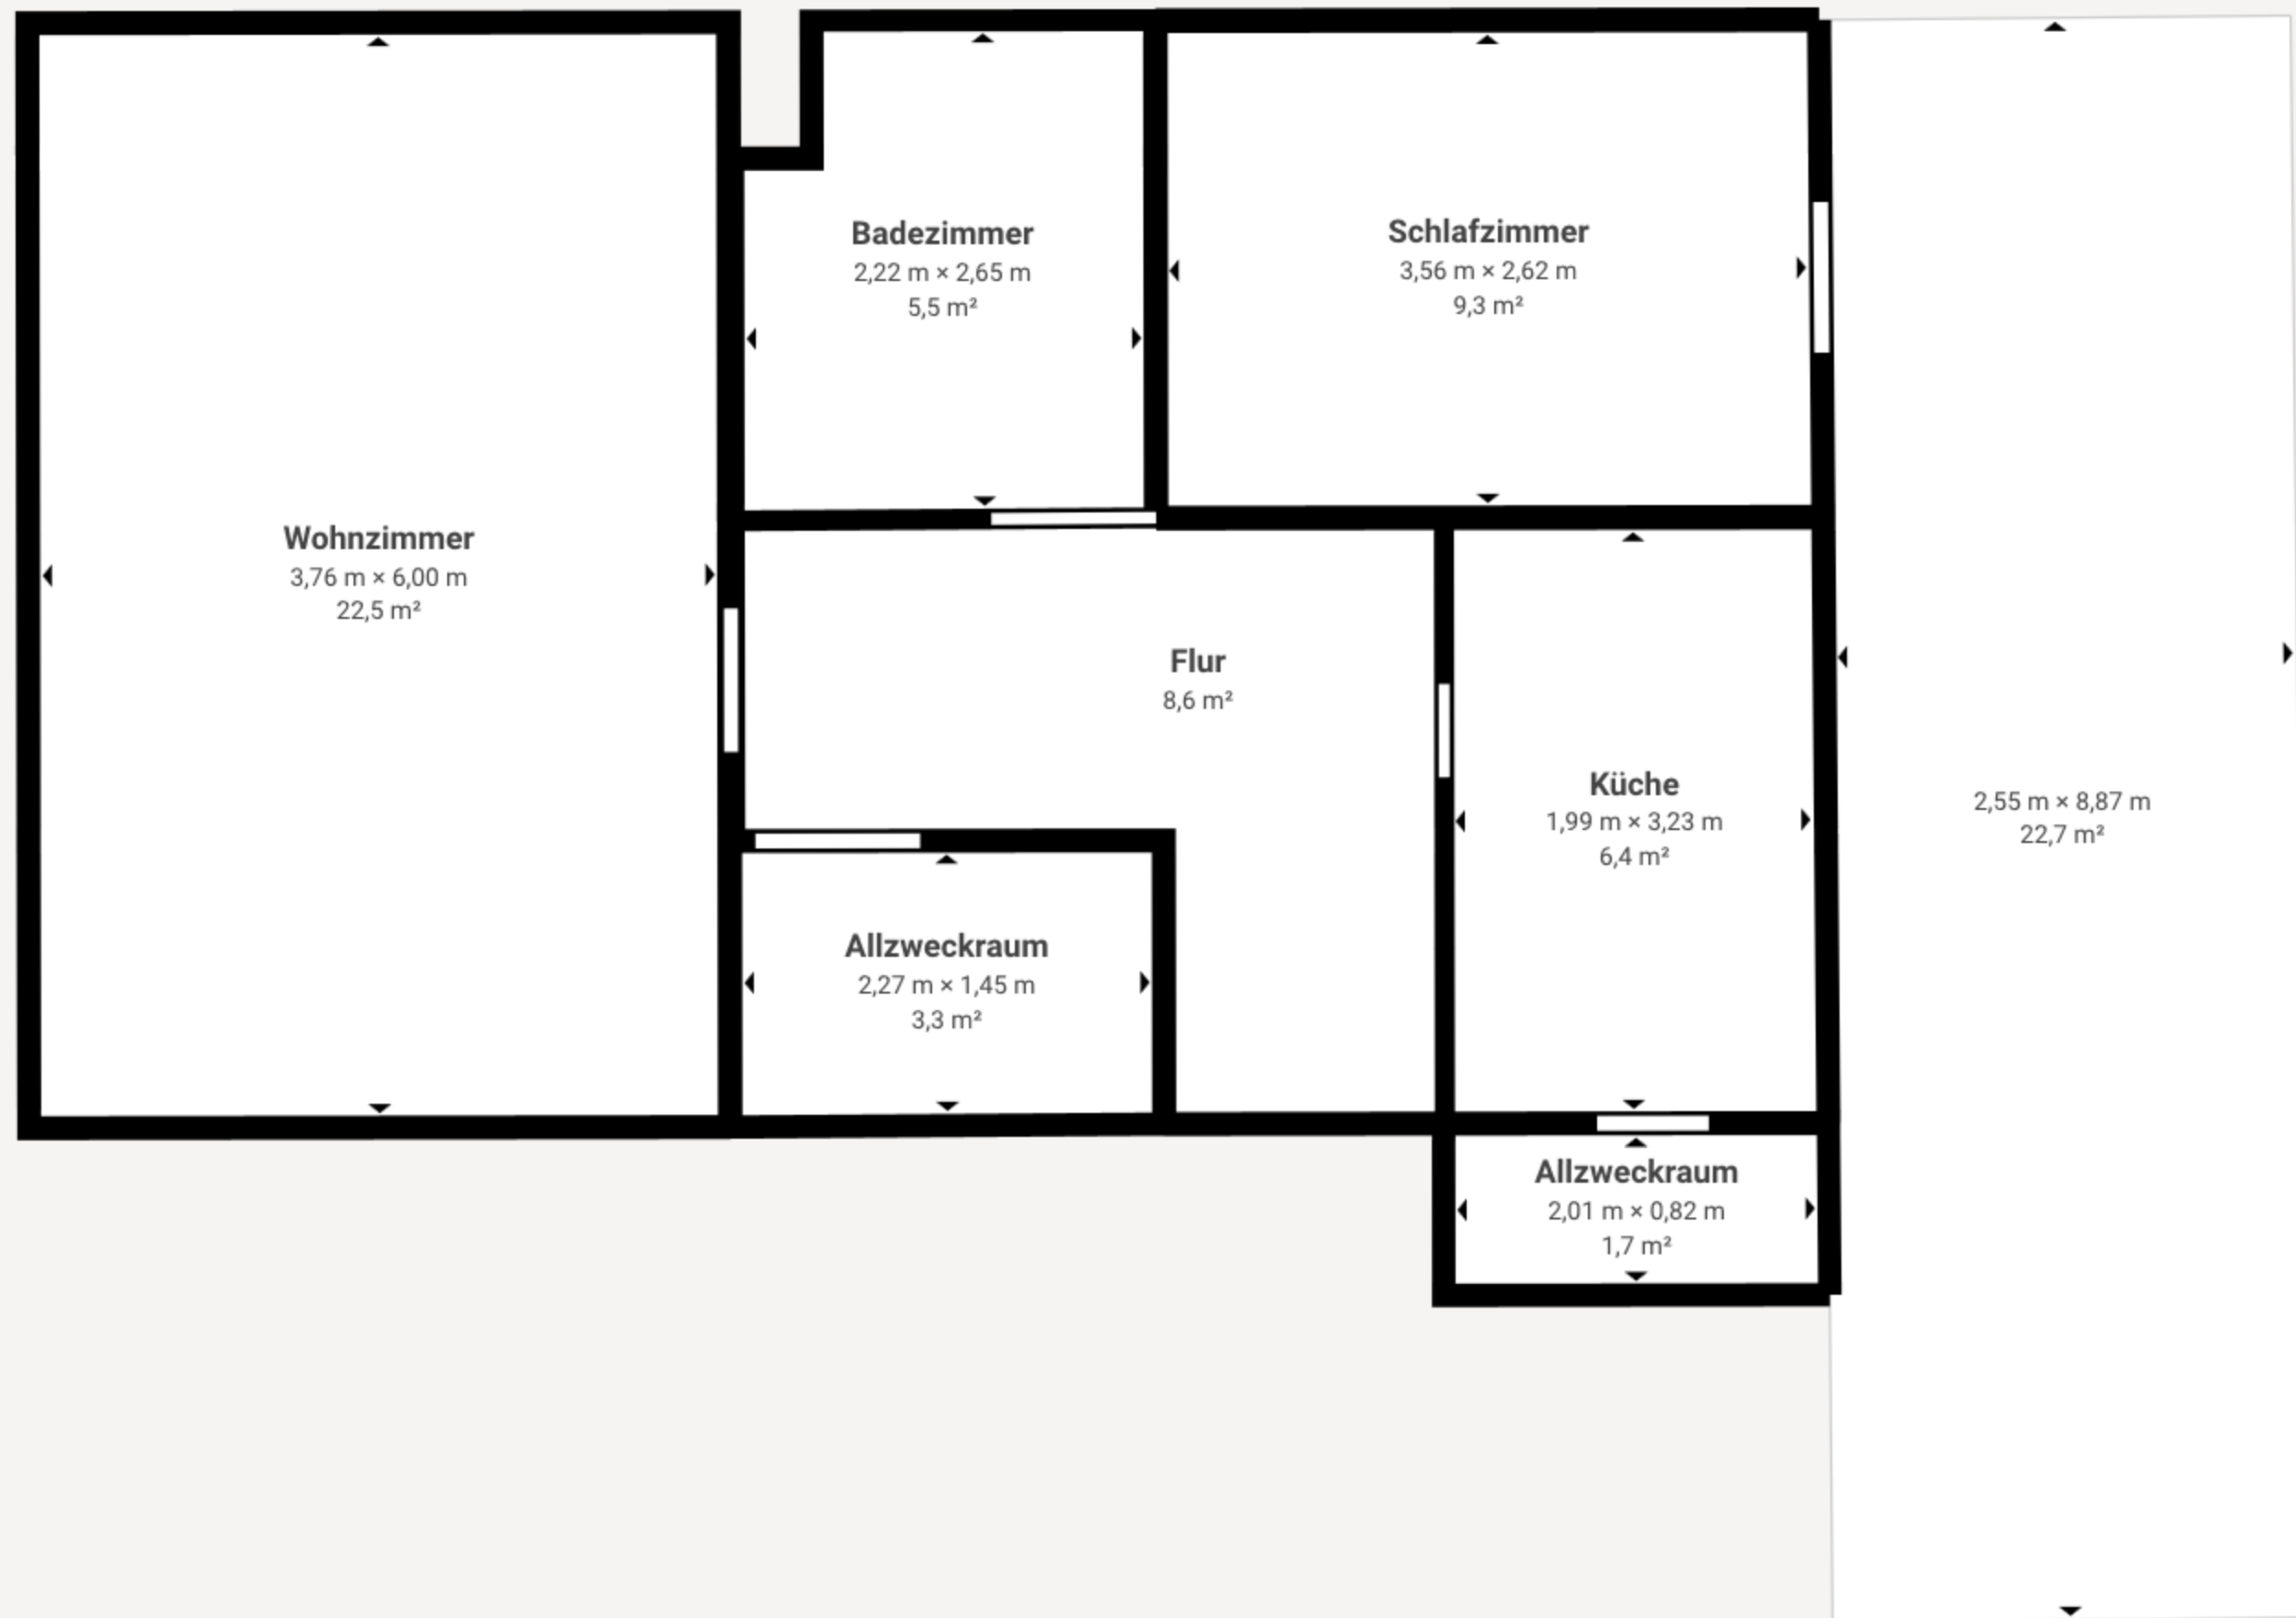 Badezimmer
2,22 m × 2,65 m
5,5 m²
Schlafzimmer
3,56 m × 2,62 m
9,3 m²
Wohnzimmer
3,76 m × 6,00 m
22,5 m²
Flur
8,6 m²
Küche
1,99 m × 3,23 m
6,4 m²
2,55 m × 8,87 m
22,7 m²
Allzweckraum
2,27 m × 1,45 m
3,3 m²
Allzweckraum
2,01 m × 0,82 m
1,7 m²